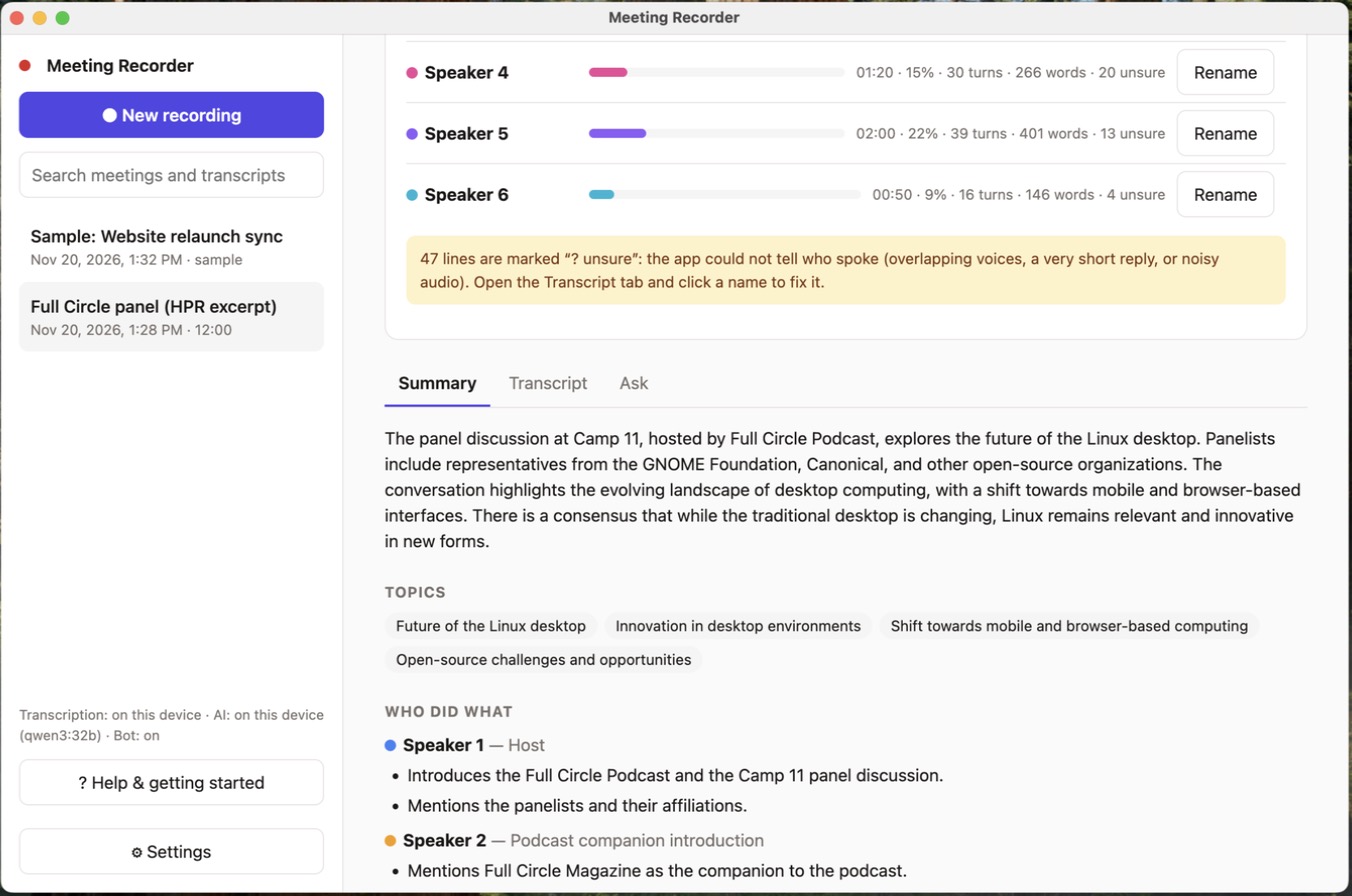 Meeting Recorder
Meeting Recorder
New recording
Search meetings and transcripts
Sample: Website relaunch sync
Nov 20, 2026, 1:32 PM · sample
Full Circle panel (HPR excerpt)
Nov 20, 2026, 1:28 PM · 12:00
Transcription: on this device · AI: on this device
(qwen3:32b) · Bot: on
? Help & getting started
⚙ Settings
Speaker 4 01:20 · 15% · 30 turns · 266 words · 20 unsure Rename
Speaker 5 02:00 · 22% · 39 turns · 401 words · 13 unsure Rename
Speaker 6 00:50 · 9% · 16 turns · 146 words · 4 unsure Rename
47 lines are marked “? unsure”: the app could not tell who spoke (overlapping voices, a very short reply, or noisy
audio). Open the Transcript tab and click a name to fix it.
Summary Transcript Ask
The panel discussion at Camp 11, hosted by Full Circle Podcast, explores the future of the Linux desktop. Panelists
include representatives from the GNOME Foundation, Canonical, and other open-source organizations. The
conversation highlights the evolving landscape of desktop computing, with a shift towards mobile and browser-based
interfaces. There is a consensus that while the traditional desktop is changing, Linux remains relevant and innovative
in new forms.
TOPICS
Future of the Linux desktop Innovation in desktop environments Shift towards mobile and browser-based computing
Open-source challenges and opportunities
WHO DID WHAT
Speaker 1 — Host
• Introduces the Full Circle Podcast and the Camp 11 panel discussion.
• Mentions the panelists and their affiliations.
Speaker 2 — Podcast companion introduction
• Mentions Full Circle Magazine as the companion to the podcast.